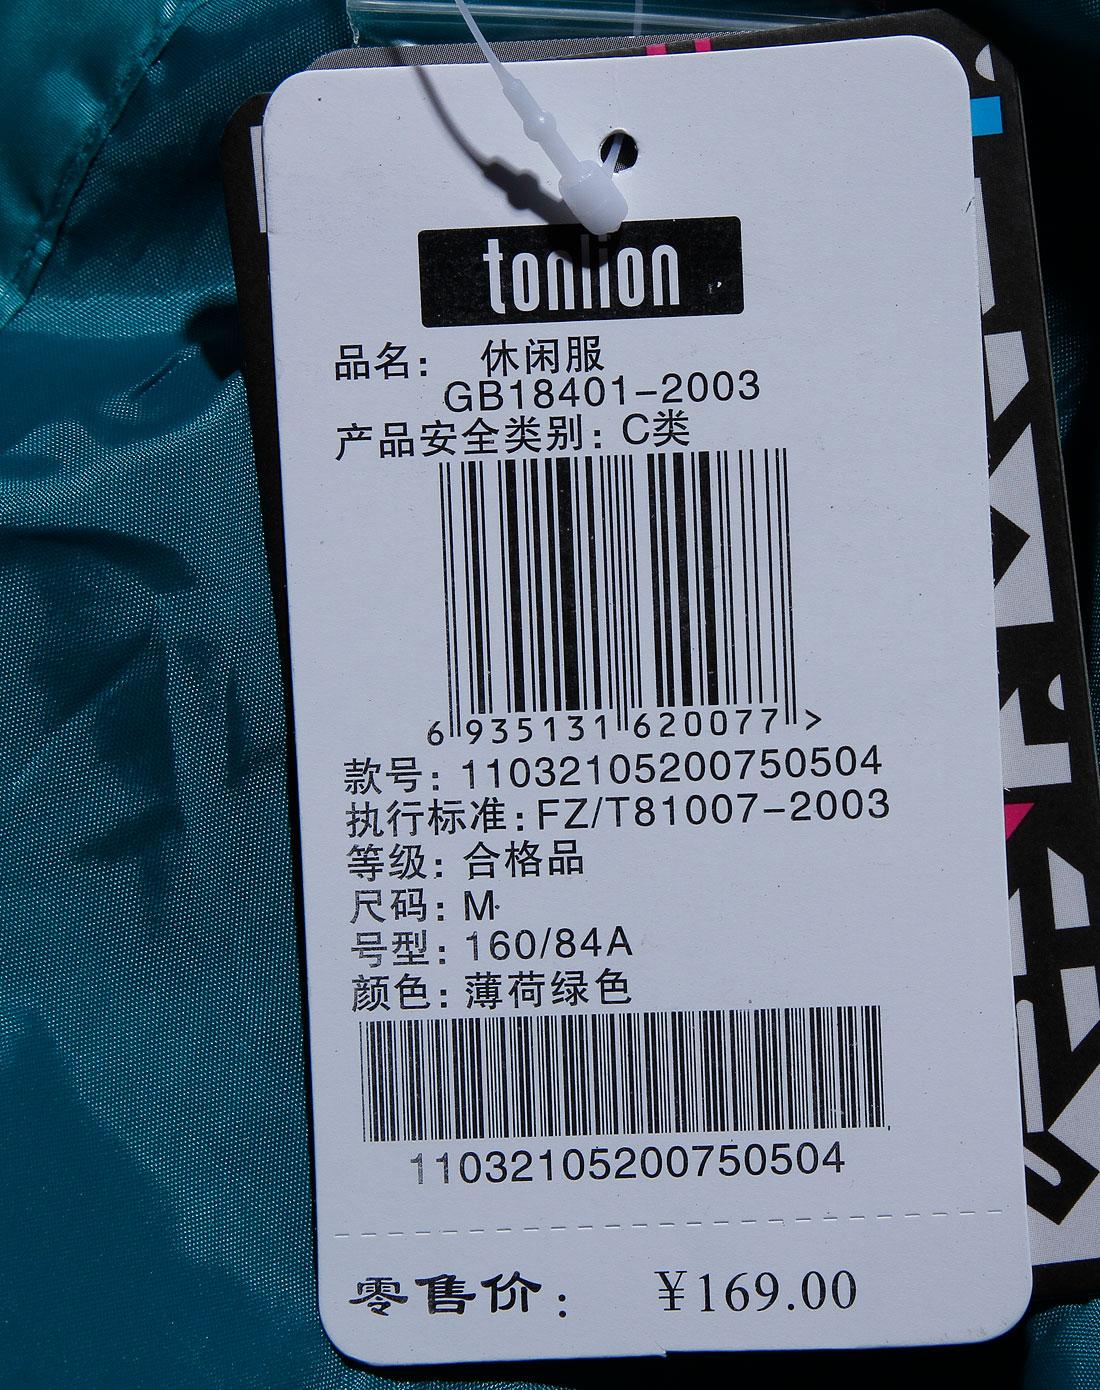 tonlion
品名： 休闲服
GB18401-2003
产品安全类别：C类
6 935131 620077 >
款号：11032105200750504
执行标准：FZ/T81007-2003
等级：合格品
尺码：M
号型：160/84A
颜色：薄荷绿色
11032105200750504
零售价： ¥169.00